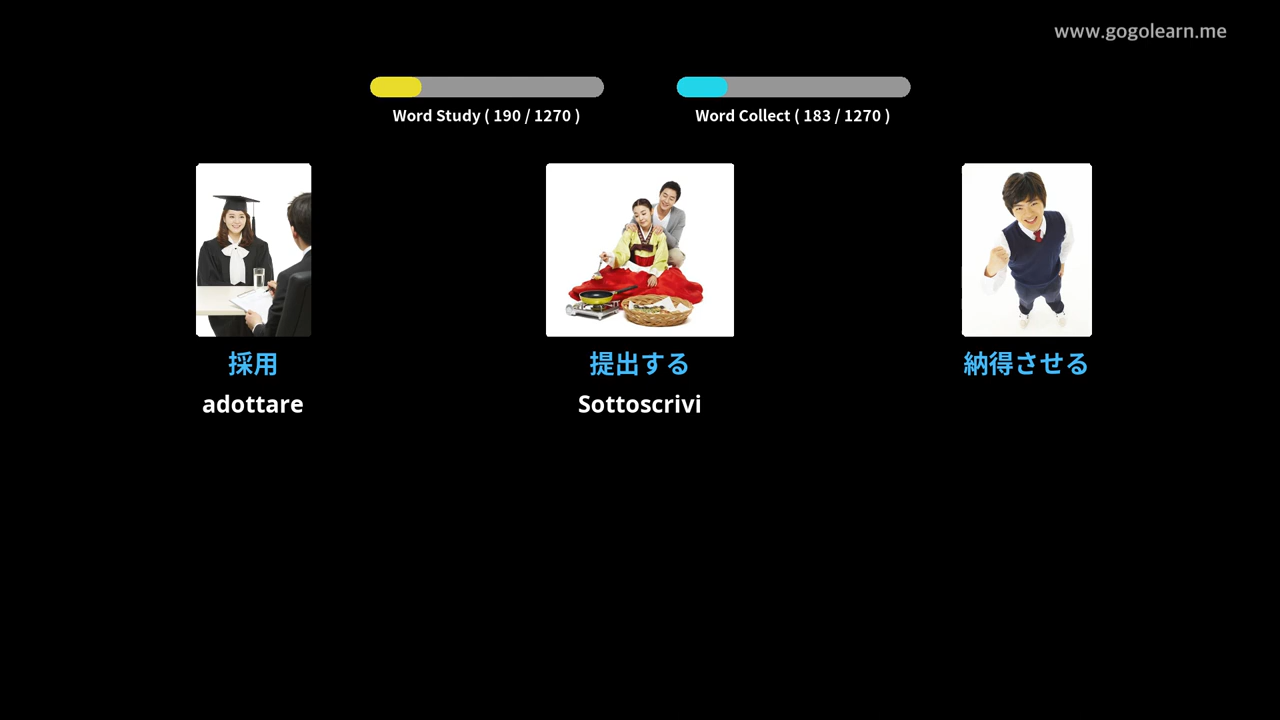 www.gogolearn.me
Word Study ( 190 / 1270 )
Word Collect ( 183 / 1270 )
採用
提出する
納得させる
adottare
Sottoscrivi